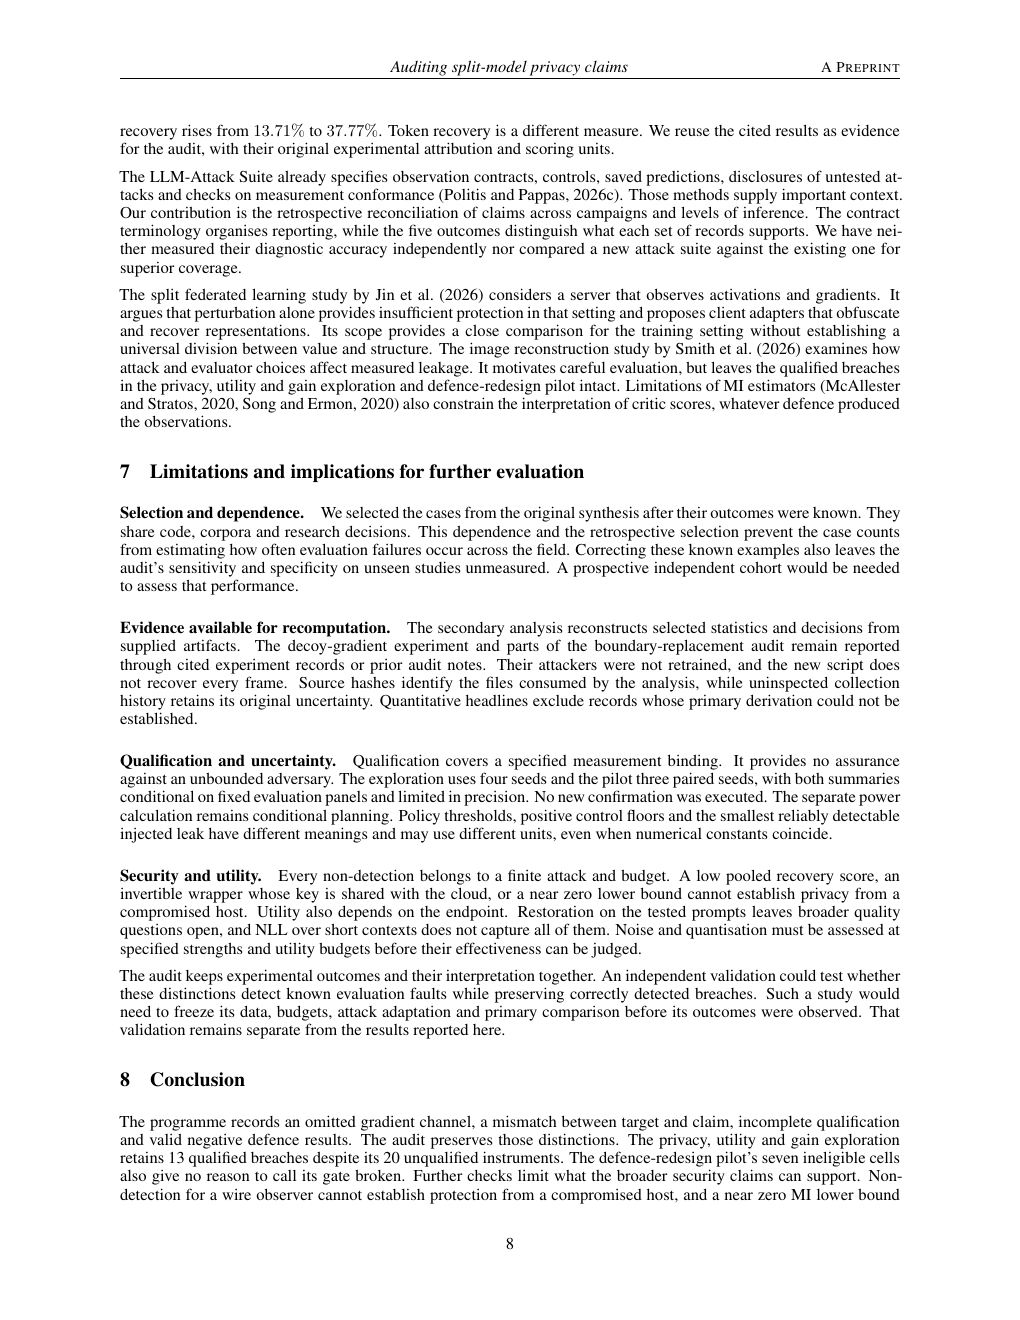 Auditing split-model privacy claims
A PREPRINT
recovery rises from 13.71% to 37.77%. Token recovery is a different measure. We reuse the cited results as evidence
for the audit, with their original experimental attribution and scoring units.
The LLM-Attack Suite already specifies observation contracts, controls, saved predictions, disclosures of untested at-
tacks and checks on measurement conformance (Politis and Pappas, 2026c). Those methods supply important context.
Our contribution is the retrospective reconciliation of claims across campaigns and levels of inference. The contract
terminology organises reporting, while the five outcomes distinguish what each set of records supports. We have nei-
ther measured their diagnostic accuracy independently nor compared a new attack suite against the existing one for
superior coverage.
The split federated learning study by Jin et al. (2026) considers a server that observes activations and gradients. It
argues that perturbation alone provides insufficient protection in that setting and proposes client adapters that obfuscate
and recover representations. Its scope provides a close comparison for the training setting without establishing a
universal division between value and structure. The image reconstruction study by Smith et al. (2026) examines how
attack and evaluator choices affect measured leakage. It motivates careful evaluation, but leaves the qualified breaches
in the privacy, utility and gain exploration and defence-redesign pilot intact. Limitations of MI estimators (McAllester
and Stratos, 2020, Song and Ermon, 2020) also constrain the interpretation of critic scores, whatever defence produced
the observations.
7 Limitations and implications for further evaluation
Selection and dependence. We selected the cases from the original synthesis after their outcomes were known. They
share code, corpora and research decisions. This dependence and the retrospective selection prevent the case counts
from estimating how often evaluation failures occur across the field. Correcting these known examples also leaves the
audit's sensitivity and specificity on unseen studies unmeasured. A prospective independent cohort would be needed
to assess that performance.
Evidence available for recomputation. The secondary analysis reconstructs selected statistics and decisions from
supplied artifacts. The decoy-gradient experiment and parts of the boundary-replacement audit remain reported
through cited experiment records or prior audit notes. Their attackers were not retrained, and the new script does
not recover every frame. Source hashes identify the files consumed by the analysis, while uninspected collection
history retains its original uncertainty. Quantitative headlines exclude records whose primary derivation could not be
established.
Qualification and uncertainty. Qualification covers a specified measurement binding. It provides no assurance
against an unbounded adversary. The exploration uses four seeds and the pilot three paired seeds, with both summaries
conditional on fixed evaluation panels and limited in precision. No new confirmation was executed. The separate power
calculation remains conditional planning. Policy thresholds, positive control floors and the smallest reliably detectable
injected leak have different meanings and may use different units, even when numerical constants coincide.
Security and utility. Every non-detection belongs to a finite attack and budget. A low pooled recovery score, an
invertible wrapper whose key is shared with the cloud, or a near zero lower bound cannot establish privacy from a
compromised host. Utility also depends on the endpoint. Restoration on the tested prompts leaves broader quality
questions open, and NLL over short contexts does not capture all of them. Noise and quantisation must be assessed at
specified strengths and utility budgets before their effectiveness can be judged.
The audit keeps experimental outcomes and their interpretation together. An independent validation could test whether
these distinctions detect known evaluation faults while preserving correctly detected breaches. Such a study would
need to freeze its data, budgets, attack adaptation and primary comparison before its outcomes were observed. That
validation remains separate from the results reported here.
8 Conclusion
The programme records an omitted gradient channel, a mismatch between target and claim, incomplete qualification
and valid negative defence results. The audit preserves those distinctions. The privacy, utility and gain exploration
retains 13 qualified breaches despite its 20 unqualified instruments. The defence-redesign pilot's seven ineligible cells
also give no reason to call its gate broken. Further checks limit what the broader security claims can support. Non-
detection for a wire observer cannot establish protection from a compromised host, and a near zero MI lower bound
8